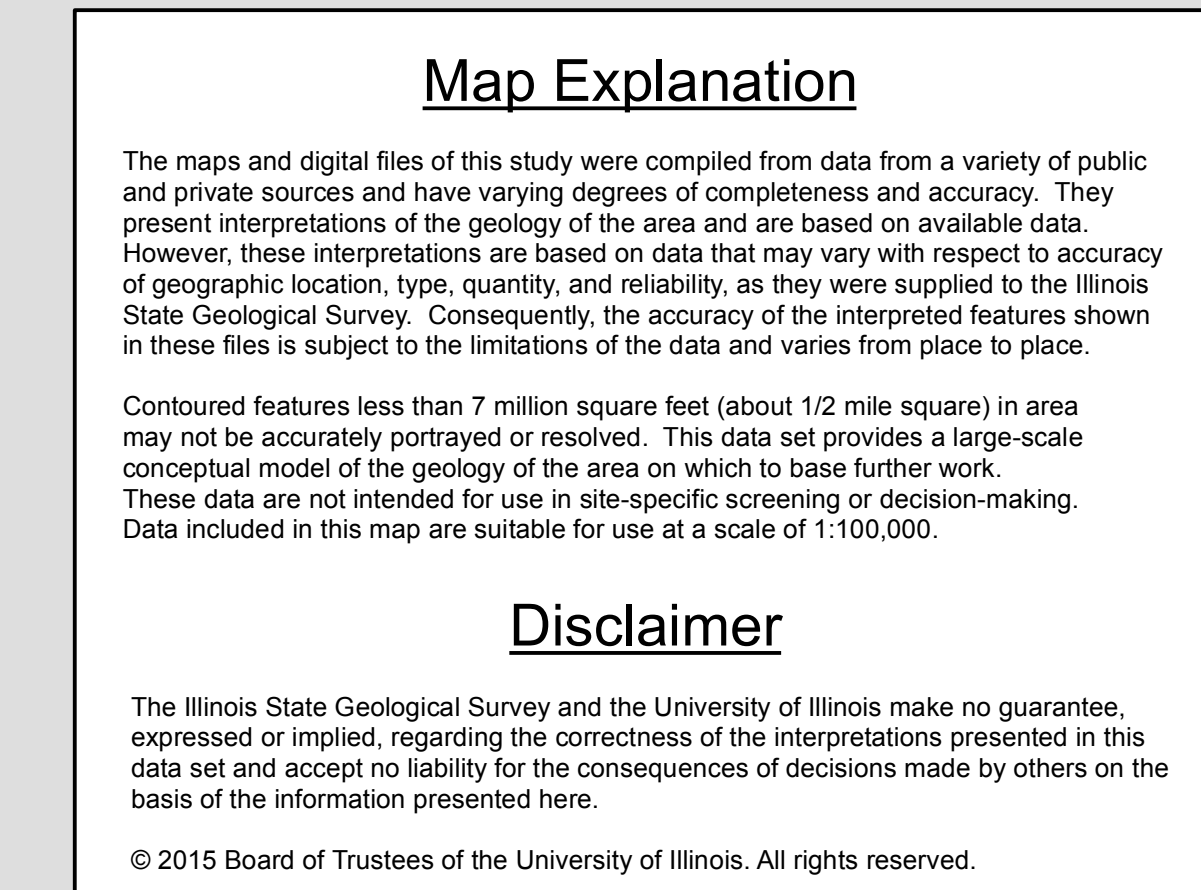 Map Explanation
The maps and digital files of this study were compiled from data from a variety of public
and private sources and have varying degrees of completeness and accuracy.  They
present interpretations of the geology of the area and are based on available data.
However, these interpretations are based on data that may vary with respect to accuracy
of geographic location, type, quantity, and reliability, as they were supplied to the Illinois
State Geological Survey.  Consequently, the accuracy of the interpreted features shown
in these files is subject to the limitations of the data and varies from place to place.
Contoured features less than 7 million square feet (about 1/2 mile square) in area
may not be accurately portrayed or resolved.  This data set provides a large-scale
conceptual model of the geology of the area on which to base further work.
These data are not intended for use in site-specific screening or decision-making.
Data included in this map are suitable for use at a scale of 1:100,000.
Disclaimer
The Illinois State Geological Survey and the University of Illinois make no guarantee,
expressed or implied, regarding the correctness of the interpretations presented in this
data set and accept no liability for the consequences of decisions made by others on the
basis of the information presented here.
© 2015 Board of Trustees of the University of Illinois. All rights reserved.